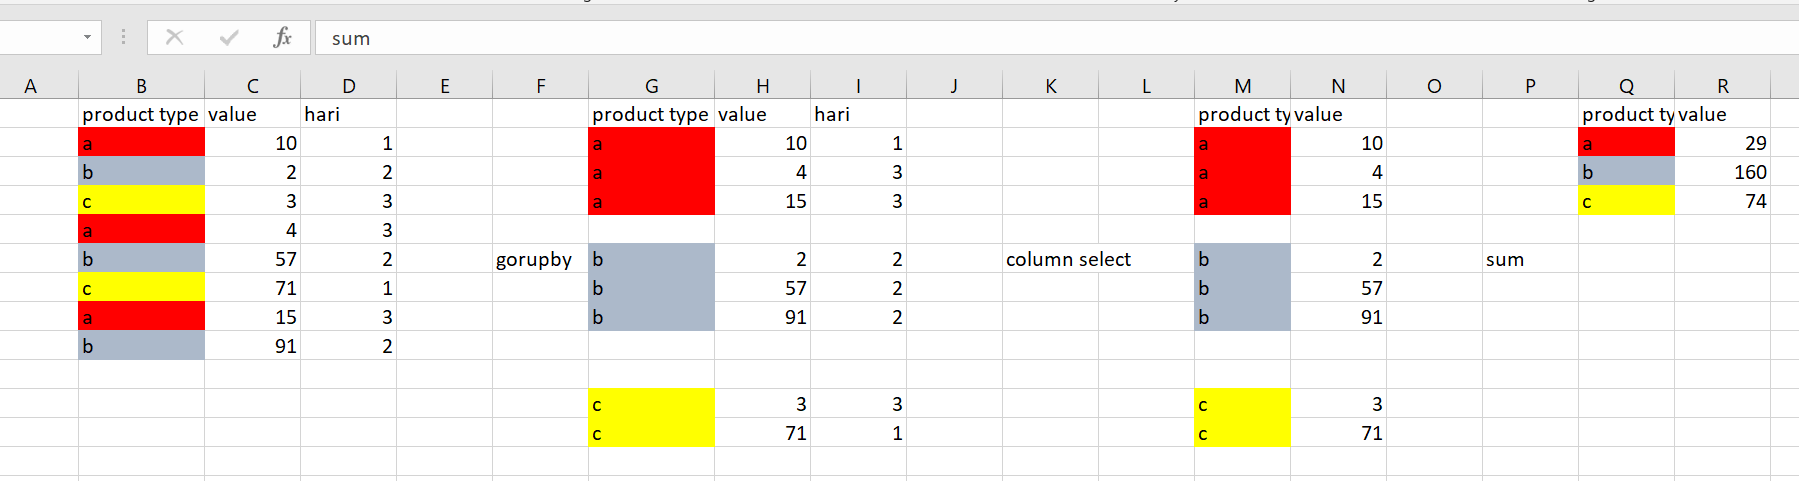 fx sum
A B C D E F G H I J K L M N O P Q R
product type value hari product type value hari product ty value product ty value
a 10 1 a 10 1 a 10 a 29
b 2 2 a 4 3 a 4 b 160
c 3 3 a 15 3 a 15 c 74
a 4 3
b 57 2 gorupby b 2 2 column select b 2 sum
c 71 1 b 57 2 b 57
a 15 3 b 91 2 b 91
b 91 2
c 3 3 c 3
c 71 1 c 71